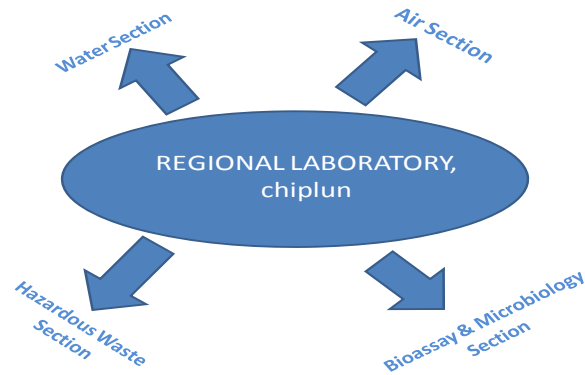 Water Section
Air Section
REGIONAL LABORATORY,
chiplun
Hazardous Waste
Section
Bioassay & Microbiology
Section